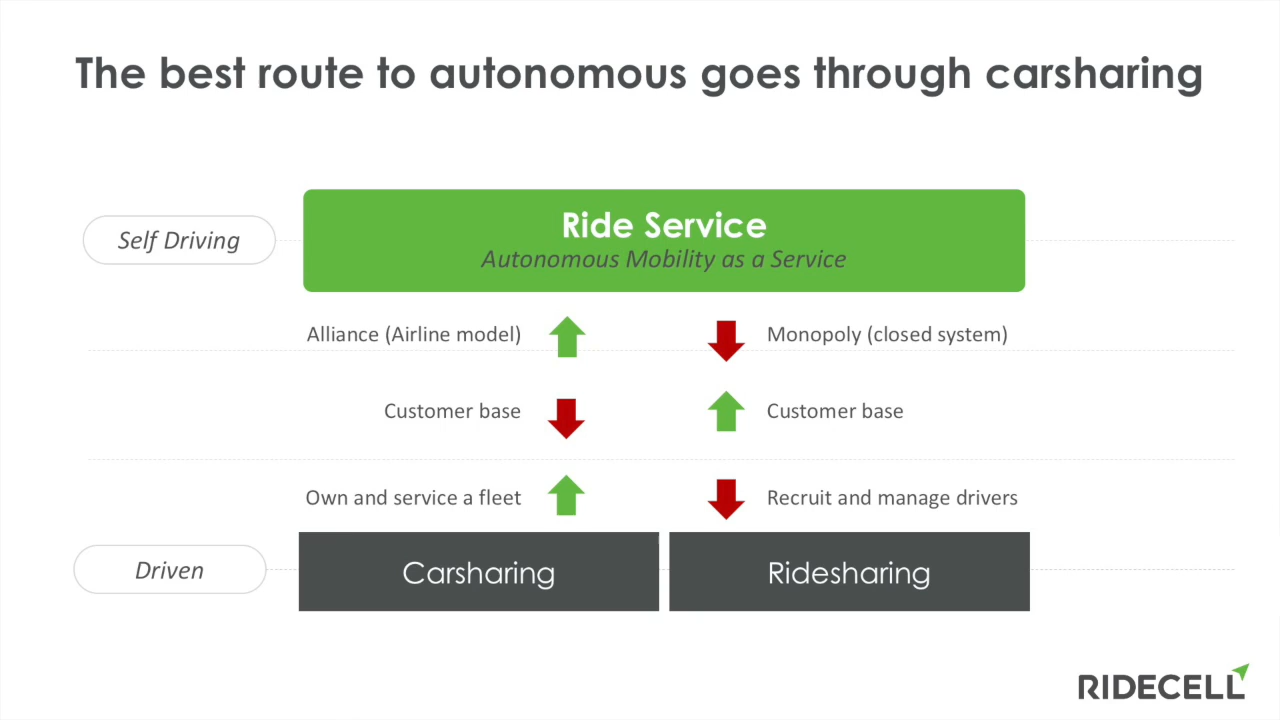 The best route to autonomous goes through carsharing
Self Driving
Ride Service
Autonomous Mobility as a Service
Alliance (Airline model)
Monopoly (closed system)
Customer base
Customer base
Own and service a fleet
Recruit and manage drivers
Driven
Carsharing
Ridesharing
RIDECELL